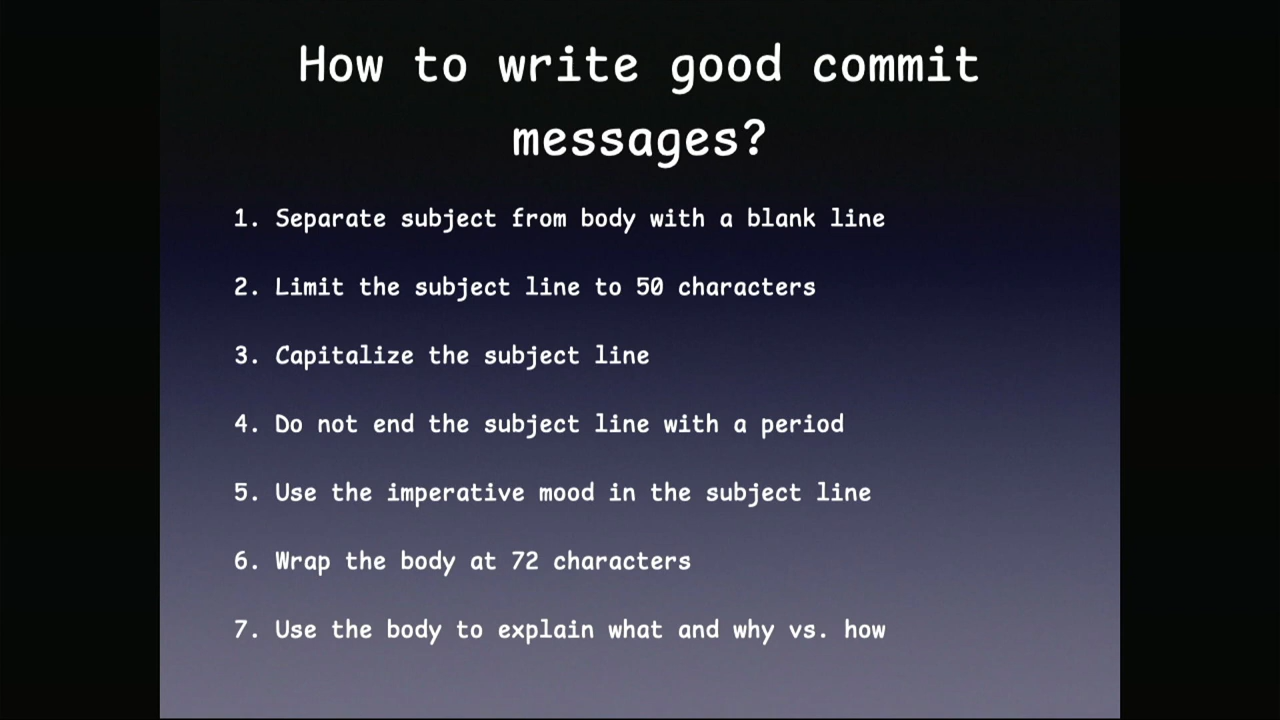 How to write good commit
messages?
1. Separate subject from body with a blank line
2. Limit the subject line to 50 characters
3. Capitalize the subject line
4. Do not end the subject line with a period
5. Use the imperative mood in the subject line
6. Wrap the body at 72 characters
7. Use the body to explain what and why vs. how